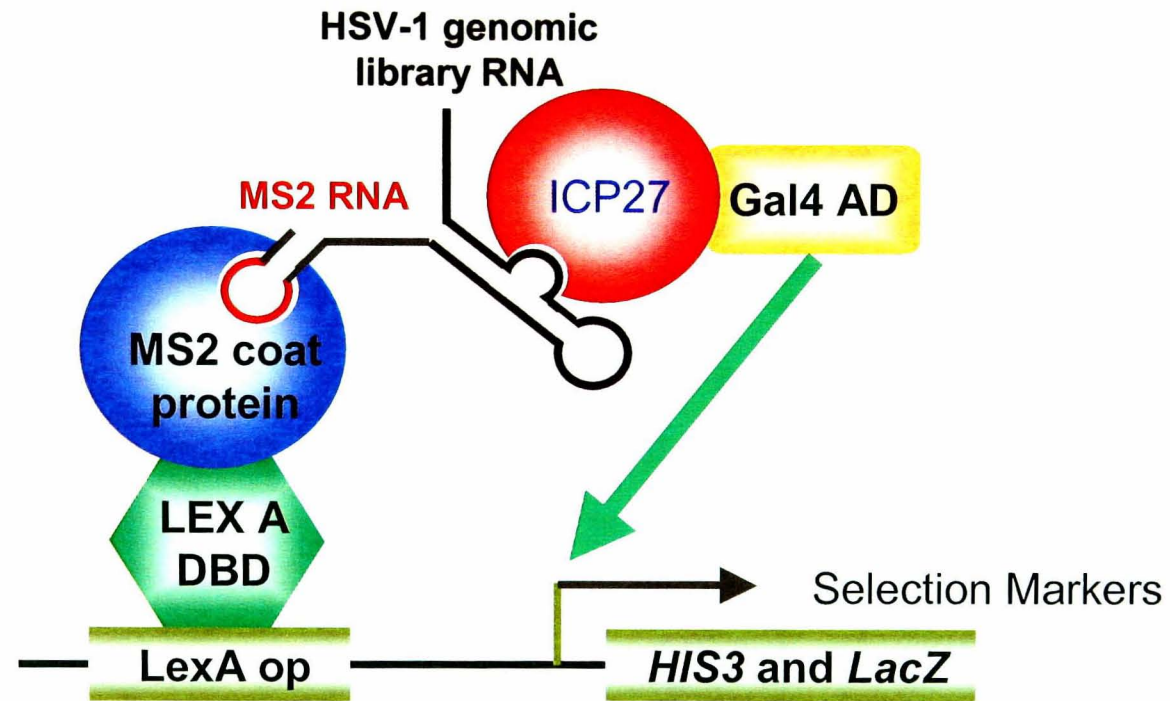 HSV-1 genomic
library RNA
MS2 RNA
ICP27
Gal4 AD
MS2 coat
protein
LEX A
DBD
Selection Markers
LexA op
HIS3 and LacZ